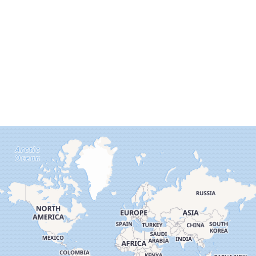 Arctic
Ocean
RUSSIA
NORTH
AMERICA
EUROPE
ASIA
SPAIN
TURKEY
CHINA
SOUTH
KOREA
MEXICO
SAUDI
ARABIA
INDIA
AFRICA
COLOMBIA
KENYA